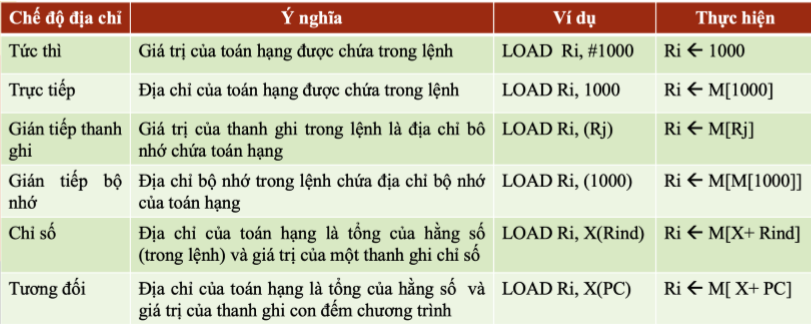 Chế độ địa chỉ Ý nghĩa Ví dụ Thực hiện
Tức thì Giá trị của toán hạng được chứa trong lệnh LOAD Ri, #1000 Ri ← 1000
Trực tiếp Địa chỉ của toán hạng được chứa trong lệnh LOAD Ri, 1000 Ri ← M[1000]
Gián tiếp thanh ghi Giá trị của thanh ghi trong lệnh là địa chỉ bô
nhớ chứa toán hạng LOAD Ri, (Rj) Ri ← M[Rj]
Gián tiếp bộ nhớ Địa chỉ bộ nhớ trong lệnh chứa địa chỉ bộ nhớ
của toán hạng LOAD Ri, (1000) Ri ← M[M[1000]]
Chỉ số Địa chỉ của toán hạng là tổng của hằng số
(trong lệnh) và giá trị của một thanh ghi chỉ số LOAD Ri, X(Rind) Ri ← M[X+ Rind]
Tương đối Địa chỉ của toán hạng là tổng của hằng số và
giá trị của thanh ghi con đếm chương trình LOAD Ri, X(PC) Ri ← M[ X+ PC]